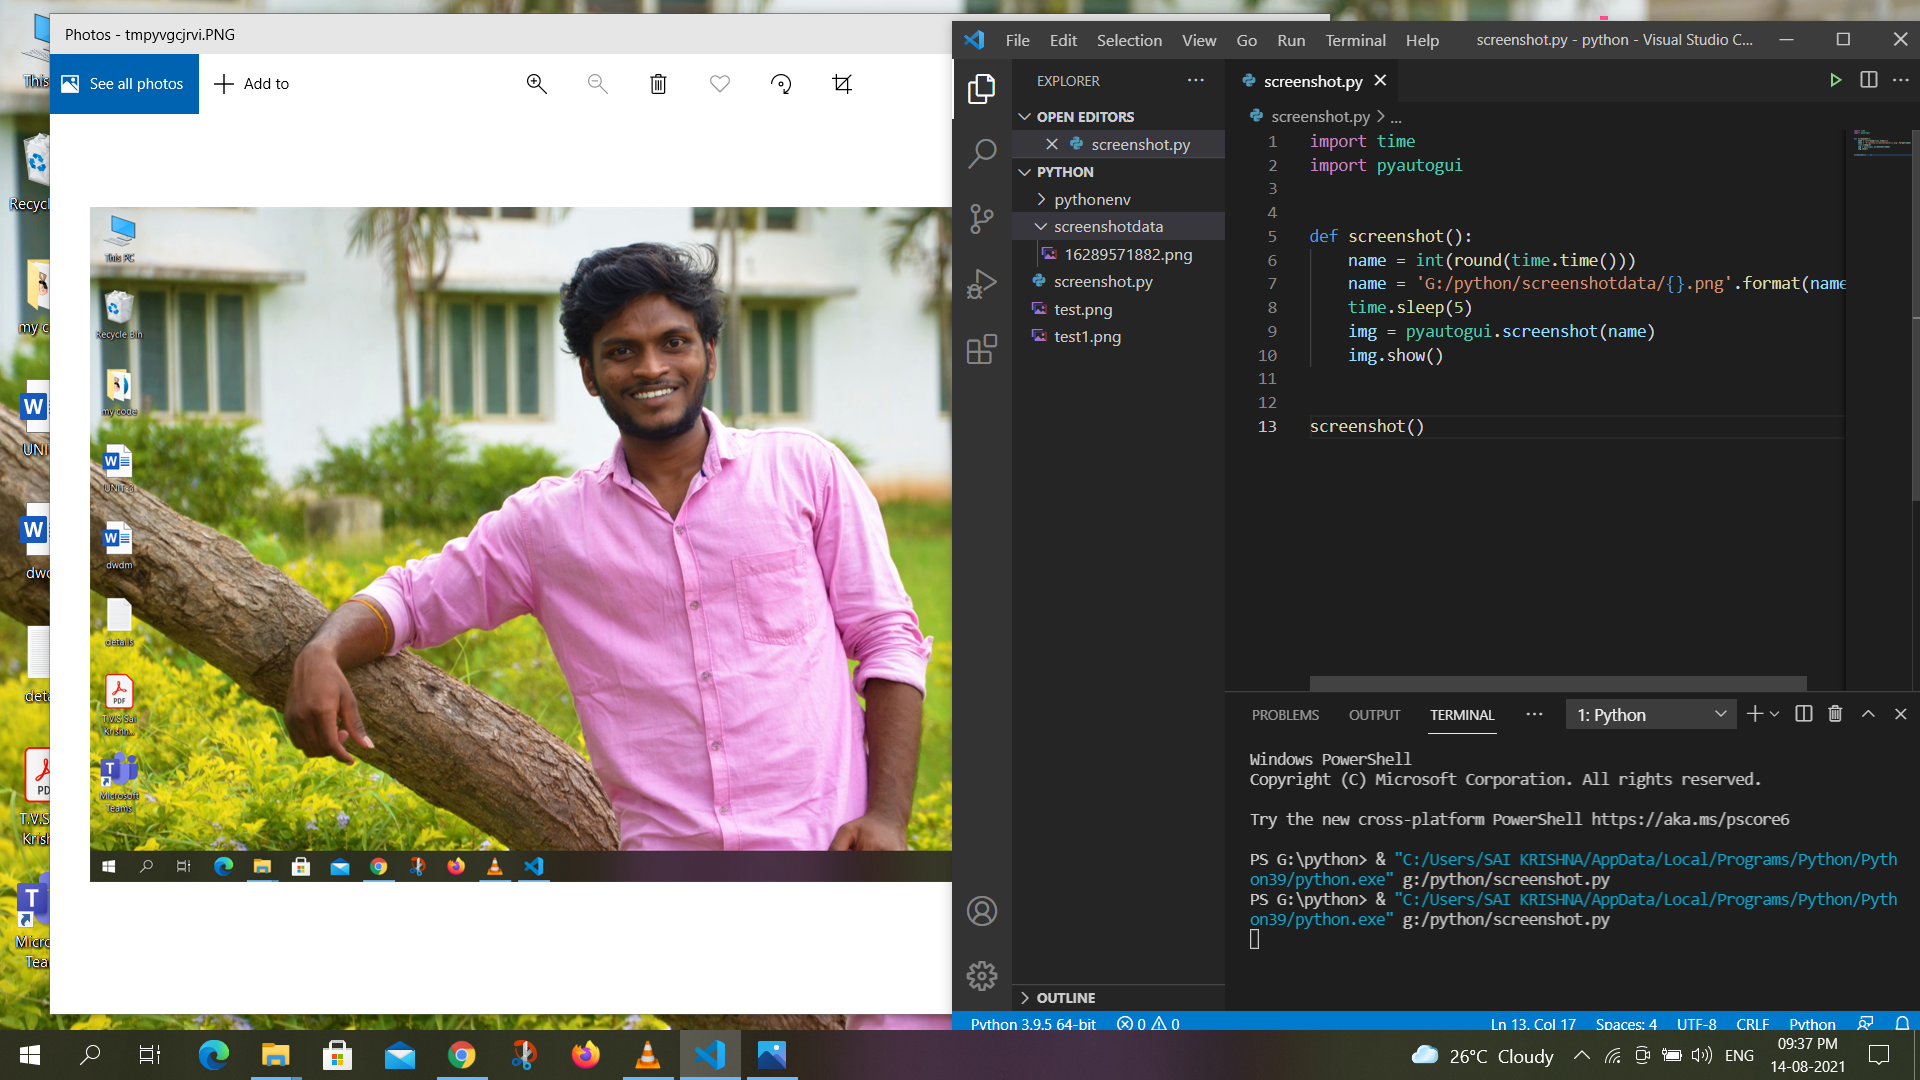 Photos - tmpyvgcjrvi.PNG
See all photos
Add to
This
Recycl
my c
UNI
dwd
deta
T.V.S
Krish
Micro
Tea
This PC
Recycle Bin
my code
dwdm
details
T.V.S Sai
Krishn...
Microsoft
Teams
File Edit Selection View Go Run Terminal Help
screenshot.py - python - Visual Studio C...
EXPLORER
OPEN EDITORS
screenshot.py
PYTHON
pythonenv
screenshotdata
16289571882.png
screenshot.py
test.png
test1.png
OUTLINE
screenshot.py
screenshot.py > ...
1 import time
2 import pyautogui
3
4
5 def screenshot():
6 name = int(round(time.time()))
7 name = 'G:/python/screenshotdata/{}.png'.format(name
8 time.sleep(5)
9 img = pyautogui.screenshot(name)
10 img.show()
11
12
13 screenshot()
PROBLEMS OUTPUT TERMINAL ... 1: Python
Windows PowerShell
Copyright (C) Microsoft Corporation. All rights reserved.
Try the new cross-platform PowerShell https://aka.ms/pscore6
PS G:\python> & "C:/Users/SAI KRISHNA/AppData/Local/Programs/Python/Pyth
on39/python.exe" g:/python/screenshot.py
PS G:\python> & "C:/Users/SAI KRISHNA/AppData/Local/Programs/Python/Pyth
on39/python.exe" g:/python/screenshot.py
Python 3.9.5 64-bit 0 0 Ln 13, Col 17 Spaces: 4 UTF-8 CRLF Python
26°C Cloudy ENG
09:37 PM
14-08-2021